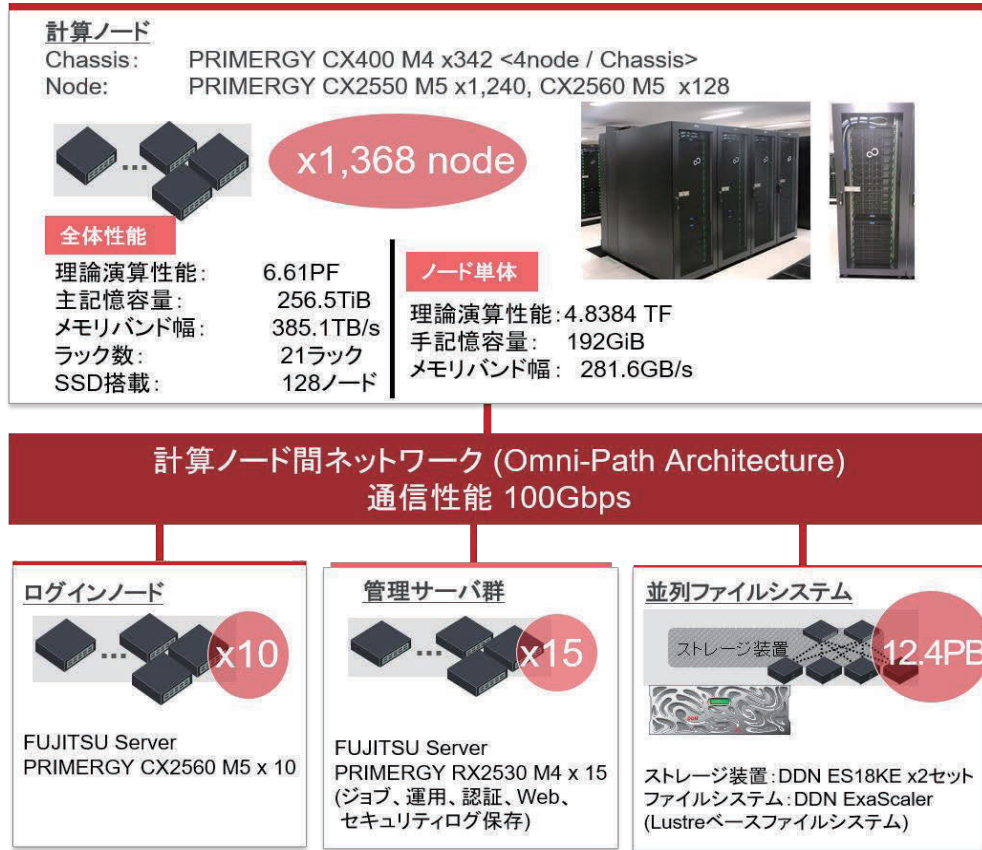 計算ノード
Chassis: PRIMERGY CX400 M4 x342 <4node / Chassis>
Node: PRIMERGY CX2550 M5 x1,240, CX2560 M5 x128
...
x1,368 node
全体性能
理論演算性能: 6.61PF
主記憶容量: 256.5TiB
メモリバンド幅: 385.1TB/s
ラック数: 21ラック
SSD搭載: 128ノード
ノード単体
理論演算性能:4.8384 TF
手記憶容量: 192GiB
メモリバンド幅: 281.6GB/s
計算ノード間ネットワーク (Omni-Path Architecture)
通信性能 100Gbps
ログインノード
...
x10
FUJITSU Server
PRIMERGY CX2560 M5 x 10
管理サーバ群
...
x15
FUJITSU Server
PRIMERGY RX2530 M4 x 15
(ジョブ、運用、認証、Web、
セキュリティログ保存)
並列ファイルシステム
ストレージ装置
12.4PB
ストレージ装置:DDN ES18KE x2セット
ファイルシステム:DDN ExaScaler
(Lustreベースファイルシステム)